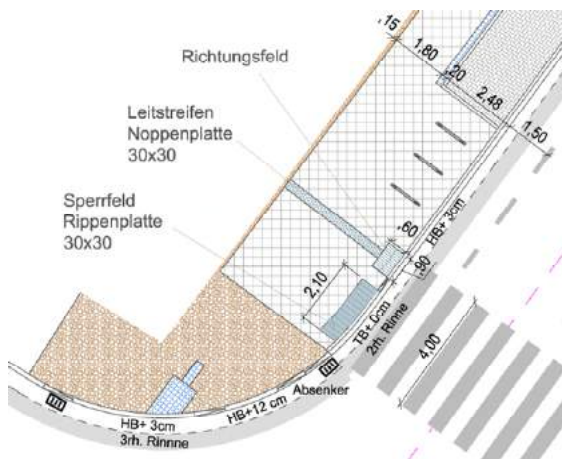 ,15
1,80
,20
2,48
1,50
Richtungsfeld
Leitstreifen
Noppenplatte
30x30
Sperrfeld
Rippenplatte
30x30
,60
HB+ 3cm
,90
2,10
TB+ 0cm
2rh. Rinne
4,00
Absenker
HB+12 cm
HB+ 3cm
3rh. Rinnne